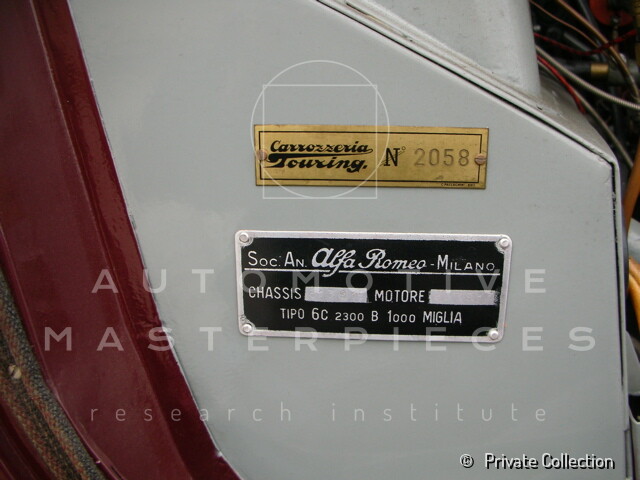 Carrozzeria
Touring. Nº 2058
Soc. An. Alfa Romeo - Milano
CHASSIS MOTORE
TIPO 6C 2300 B 1000 MIGLIA
AUTOMOTIVE
MASTERPIECES
research institute
© Private Collection